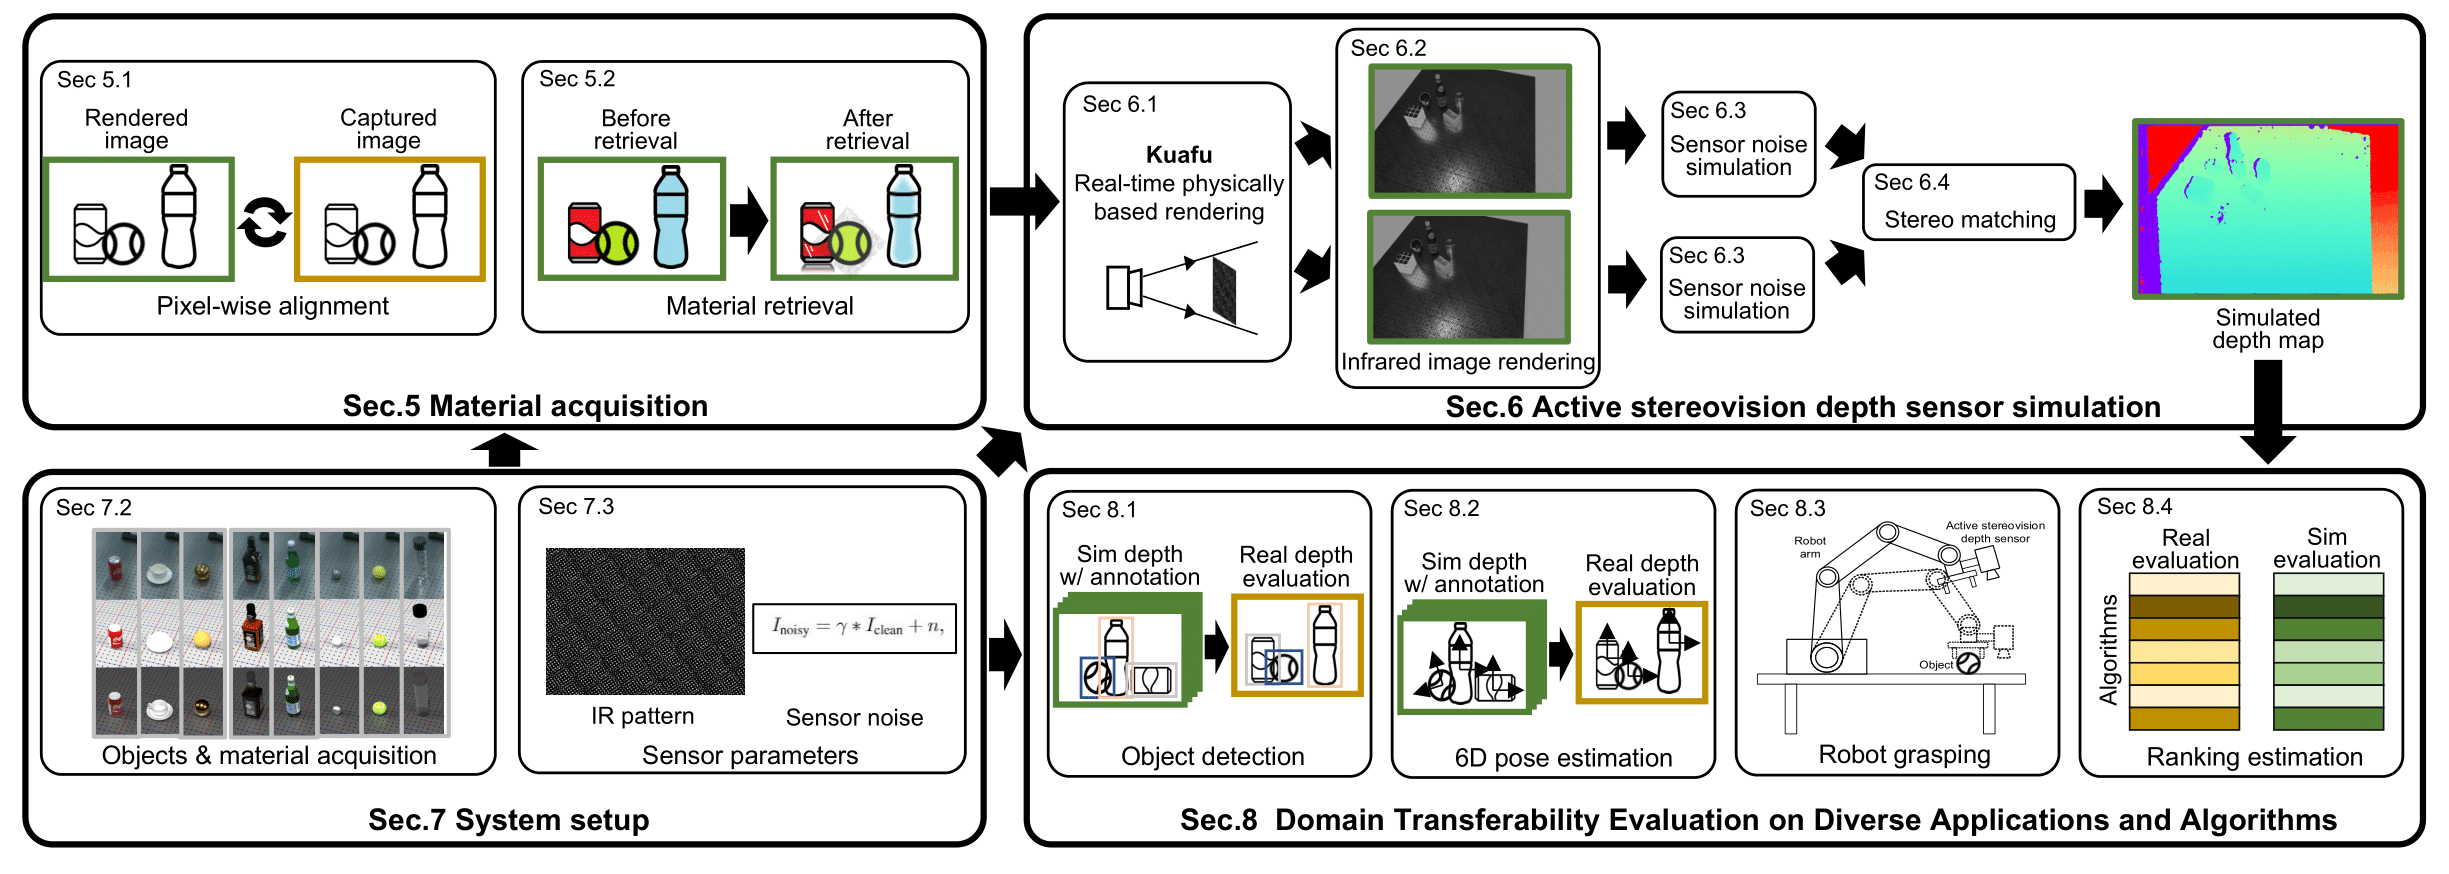 Sec 5.1
Rendered
image
Captured
image
Pixel-wise alignment
Sec 5.2
Before
retrieval
After
retrieval
Material retrieval
Sec.5 Material acquisition
Sec 6.1
Kuafu
Real-time physically
based rendering
Sec 6.2
Infrared image rendering
Sec 6.3
Sensor noise
simulation
Sec 6.3
Sensor noise
simulation
Sec 6.4
Stereo matching
Simulated
depth map
Sec.6 Active stereovision depth sensor simulation
Sec 7.2
Objects & material acquisition
Sec 7.3
IR pattern
I_noisy = γ * I_clean + n,
Sensor noise
Sensor parameters
Sec.7 System setup
Sec 8.1
Sim depth
w/ annotation
Real depth
evaluation
Object detection
Sec 8.2
Sim depth
w/ annotation
Real depth
evaluation
6D pose estimation
Sec 8.3
Robot
arm
Active stereovision
depth sensor
Object
Robot grasping
Sec 8.4
Real
evaluation
Sim
evaluation
Algorithms
Ranking estimation
Sec.8 Domain Transferability Evaluation on Diverse Applications and Algorithms